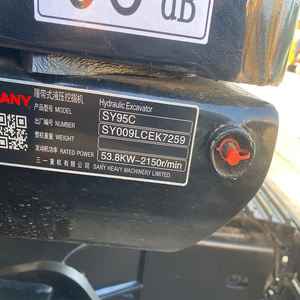 dB
SANY 履带式液压挖掘机 Hydraulic Excavator
产品型号 MODEL SY95C
出厂编号 NUMBER SY009LCEK7259
整机重量 WEIGHT
发动机功率 RATED POWER 53.8KW-2150r/min
三一重机有限公司 SANY HEAVY MACHINERY LIMITED